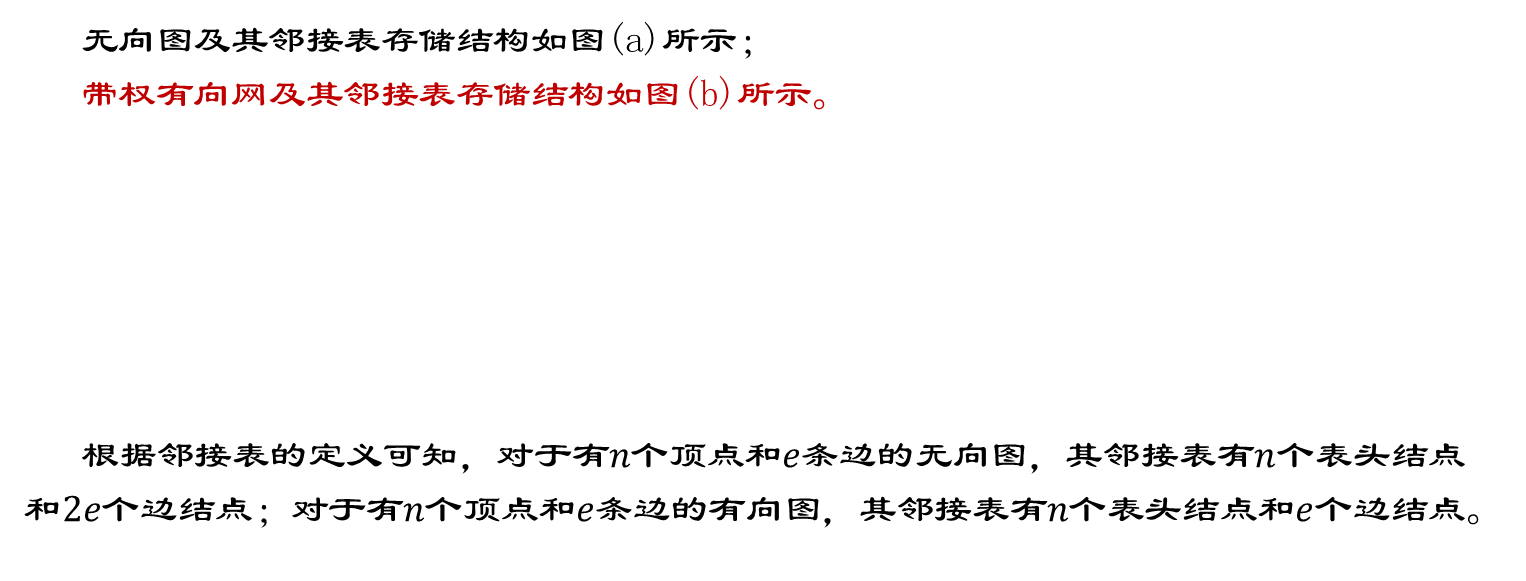 无向图及其邻接表存储结构如图(a)所示；
带权有向网及其邻接表存储结构如图(b)所示。
根据邻接表的定义可知，对于有n个顶点和e条边的无向图，其邻接表有n个表头结点
和2e个边结点；对于有n个顶点和e条边的有向图，其邻接表有n个表头结点和e个边结点。